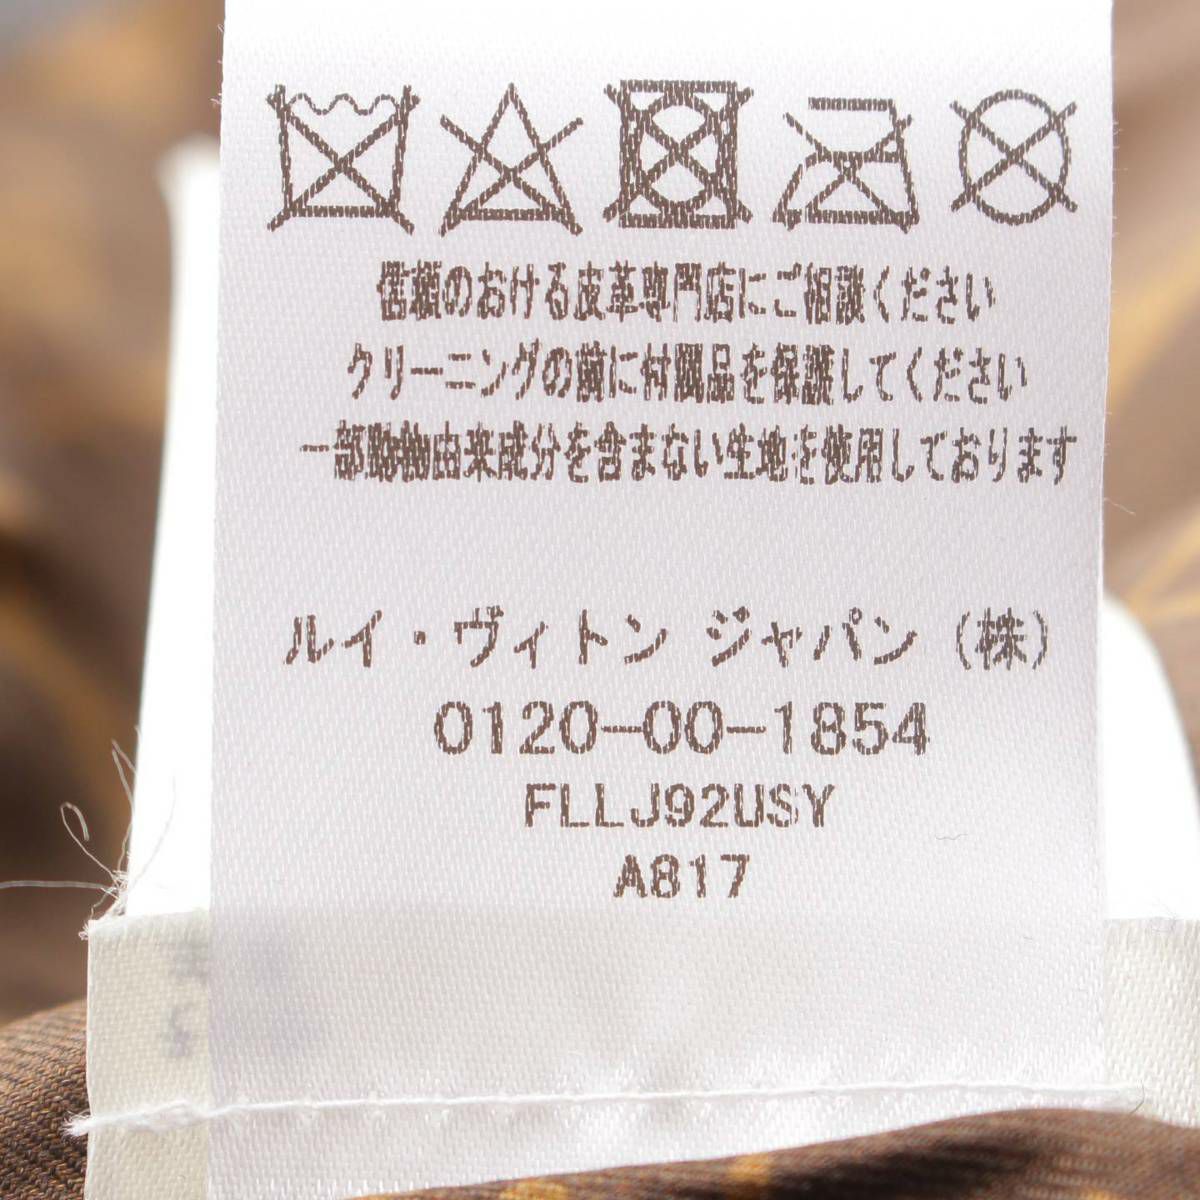 信頼のおける皮革専門店にご相談ください
クリーニングの前に付属品を保護してください
一部動物由来成分を含まない生地を使用しております
ルイ・ヴィトン ジャパン (株)
0120-00-1854
FLLJ92USY
A817